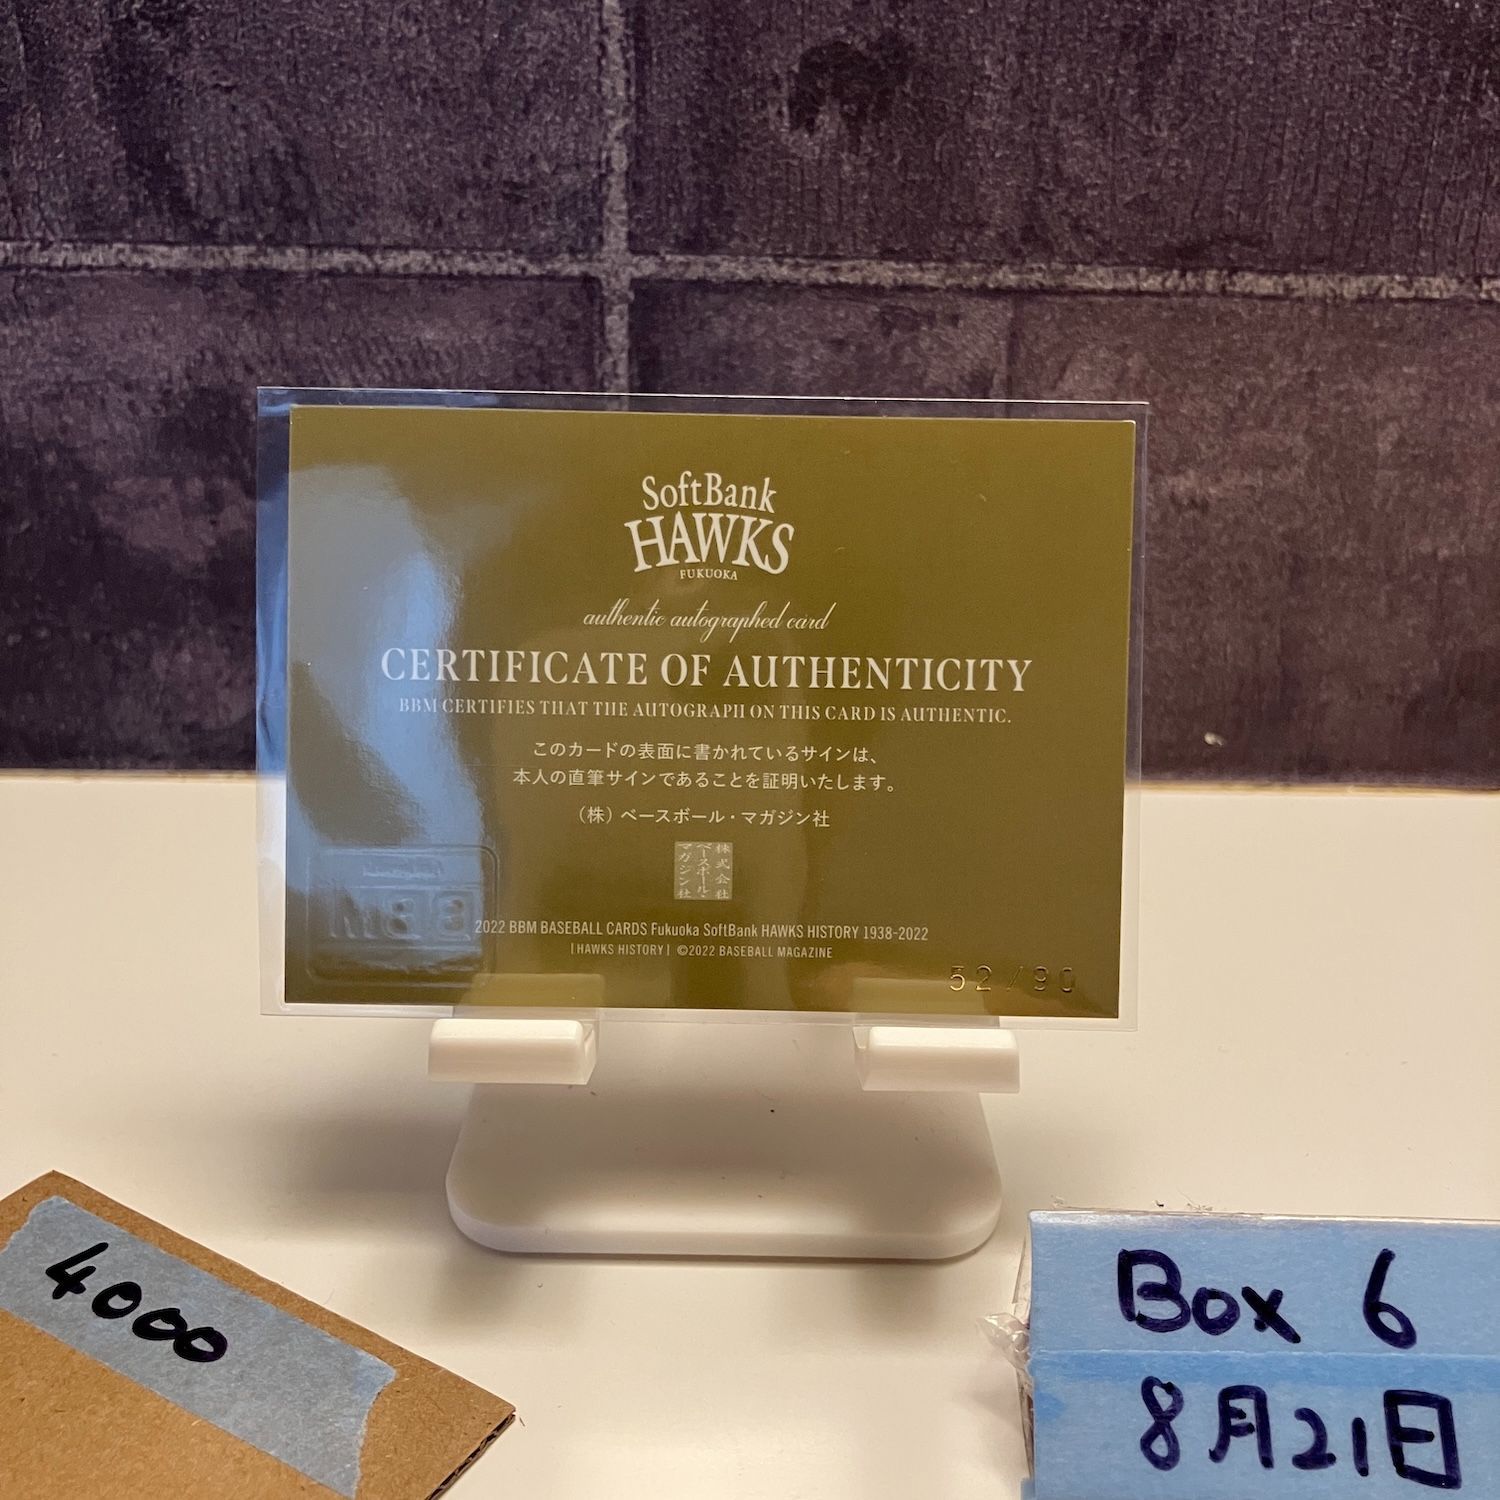 SoftBank
HAWKS
FUKUOKA
authentic autographed card
CERTIFICATE OF AUTHENTICITY
BBM CERTIFIES THAT THE AUTOGRAPH ON THIS CARD IS AUTHENTIC.
このカードの表面に書かれているサインは、
本人の直筆サインであることを証明いたします。
(株)ベースボール・マガジン社
株式会社
ベースボール・
マガジン社
2022 BBM BASEBALL CARDS Fukuoka SoftBank HAWKS HISTORY 1938-2022
[HAWKS HISTORY] ©2022 BASEBALL MAGAZINE
52/90
BBM
4000
Box 6
8月21日